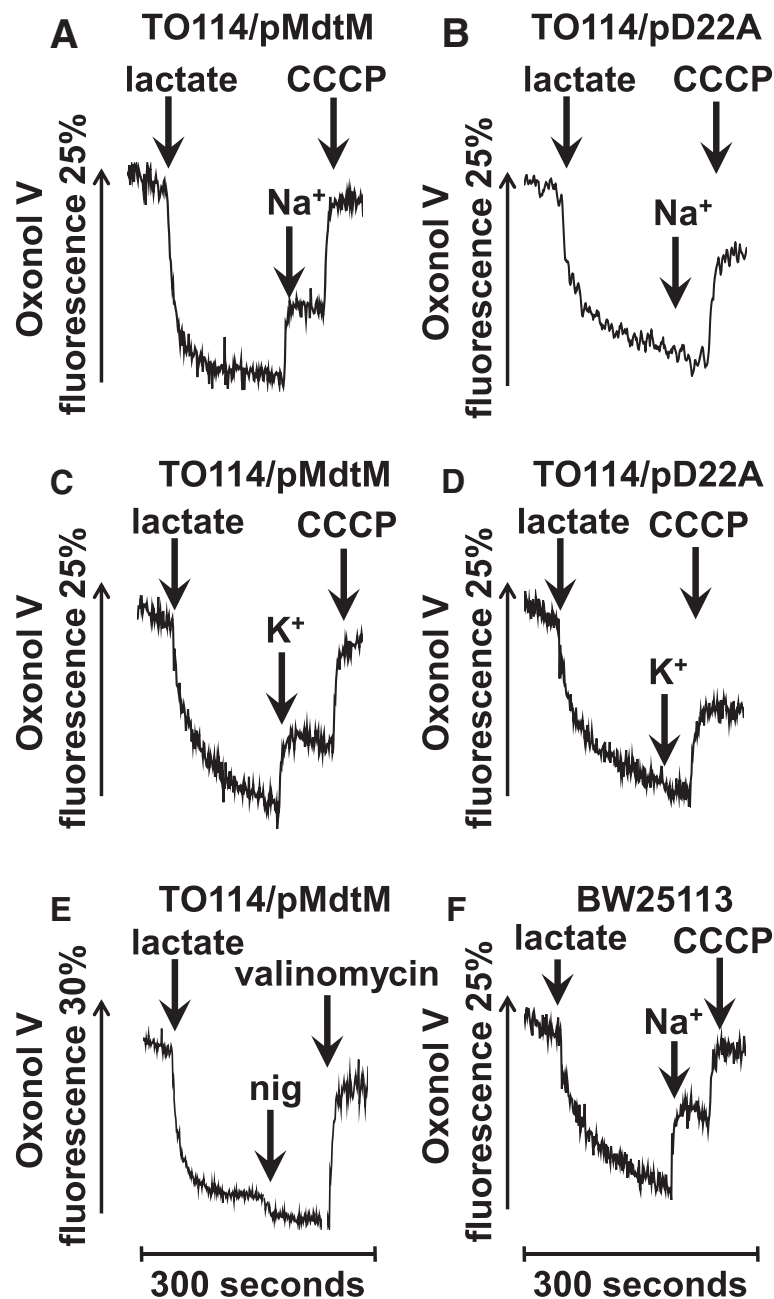 A TO114/pMdtM
lactate CCCP
Na⁺
Oxonol V
fluorescence 25%
B TO114/pD22A
lactate CCCP
Na⁺
Oxonol V
fluorescence 25%
C TO114/pMdtM
lactate CCCP
K⁺
Oxonol V
fluorescence 25%
D TO114/pD22A
lactate CCCP
K⁺
Oxonol V
fluorescence 25%
E TO114/pMdtM
lactate
valinomycin
nig
Oxonol V
fluorescence 30%
300 seconds
F BW25113
lactate CCCP
Na⁺
Oxonol V
fluorescence 25%
300 seconds